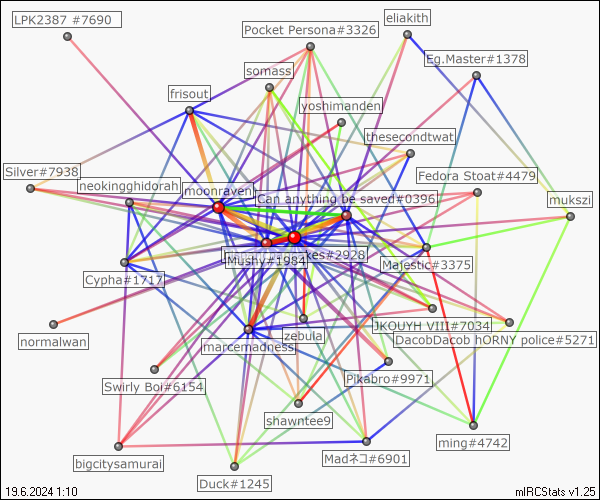 LPK2387 #7690
eliakith
Pocket Persona#3326
Eg.Master#1378
somass
frisout
yoshimanden
thesecondtwat
Silver#7938
neokingghidorah
moonraven
Can anything be saved#0396
Fedora Stoat#4479
mukszi
Mushy#1984
kes#2928
Majestic#3375
Cypha#1717
normalwan
marcemadness
zebula
JKOUYH VIII#7034
DacobDacob hORNY police#5271
Swirly Boi#6154
Pikabro#9971
shawntee9
ming#4742
bigcitysamurai
Madネコ#6901
Duck#1245
19.6.2024 1:10
mIRCStats v1.25